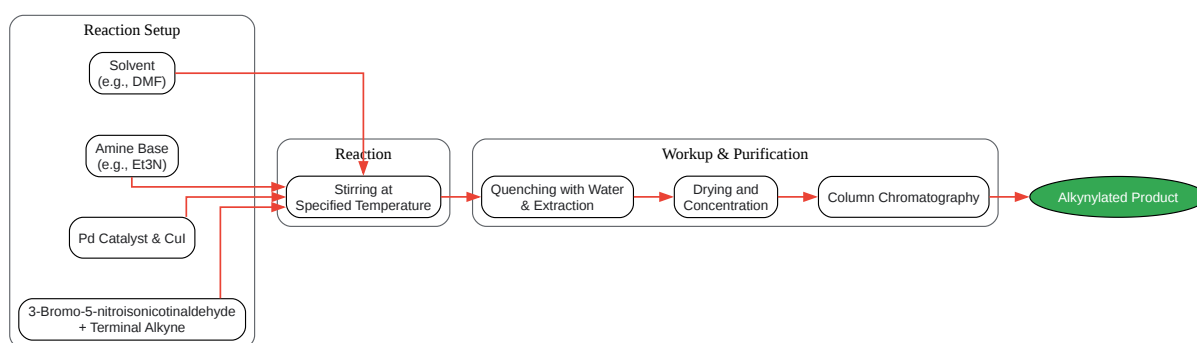 Reaction Setup
Solvent
(e.g., DMF)
Amine Base
(e.g., Et3N)
Pd Catalyst & CuI
3-Bromo-5-nitroisonicotinaldehyde
+ Terminal Alkyne
Reaction
Stirring at
Specified Temperature
Workup & Purification
Quenching with Water
& Extraction
Drying and
Concentration
Column Chromatography
Alkynylated Product